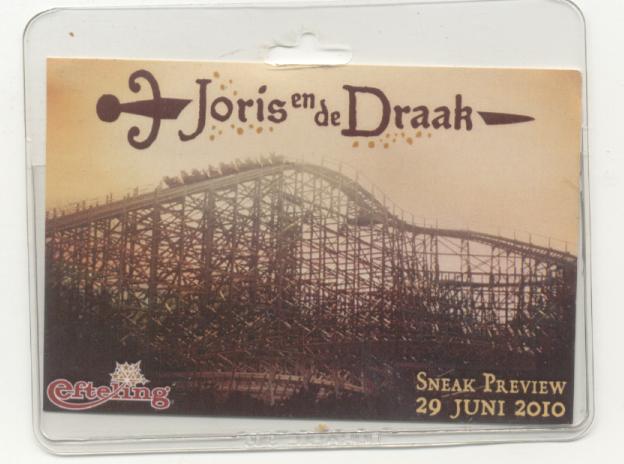 Joris en de Draak
Efteling
SNEAK PREVIEW
29 JUNI 2010